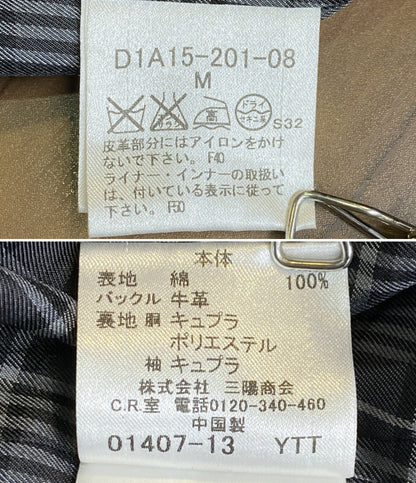 D1A15-201-08
M
高 ドライ セキユ系 S32
皮革部分にはアイロンをかけ
ないで下さい。F40
ライナー・インナーの取扱い
は、付いている表示に従って
下さい。F50
本体
表地 綿 100%
バックル 牛革
裏地 胴 キュプラ
ポリエステル
袖 キュプラ
株式会社 三陽商会
C.R.室 電話0120-340-460
中国製
01407-13 YTT